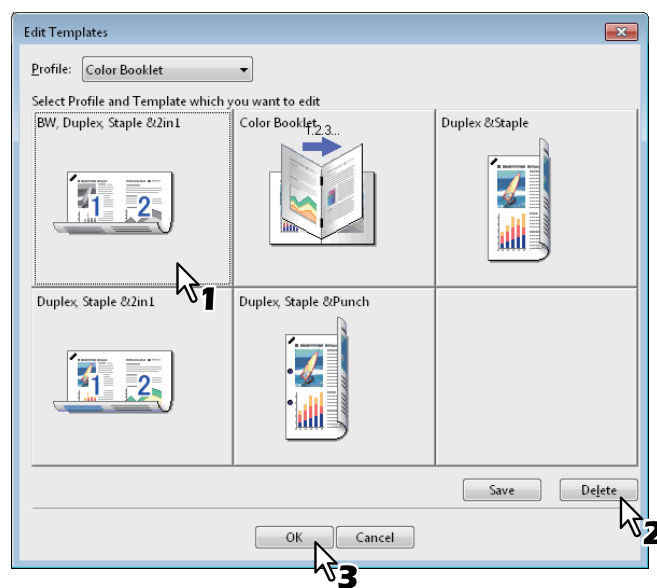 Edit Templates
Profile: Color Booklet
Select Profile and Template which you want to edit
BW, Duplex, Staple &2in1
Color Booklet
Duplex &Staple
1.2.3...
1 2
1
Duplex, Staple &2in1
Duplex, Staple &Punch
1 2
Save Delete
2
OK Cancel
3